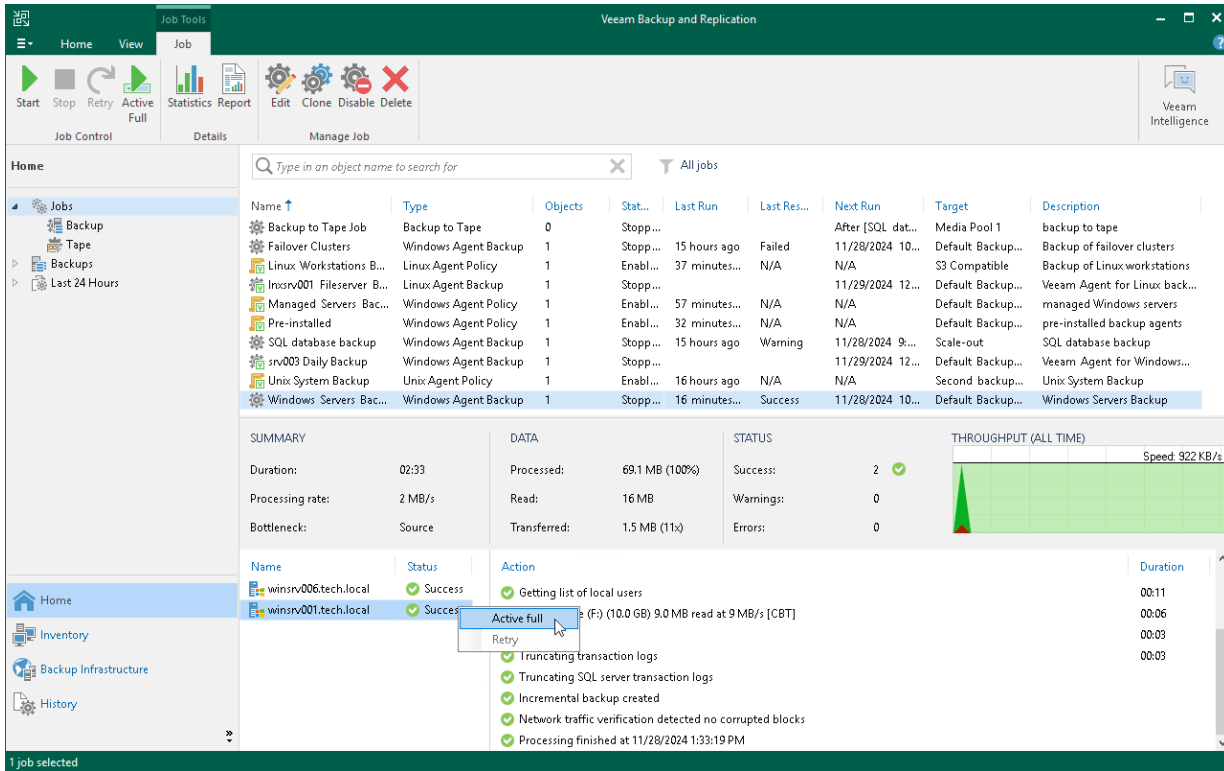 Job Tools
Veeam Backup and Replication
Home View Job
Start Stop Retry Active Full
Statistics Report
Edit Clone Disable Delete
Veeam Intelligence
Job Control Details Manage Job
Home
Type in an object name to search for
All jobs
Jobs
Backup
Tape
Backups
Last 24 Hours
Name Type Objects Stat... Last Run Last Res... Next Run Target Description
Backup to Tape Job Backup to Tape 0 Stopp... After [SQL dat... Media Pool 1 backup to tape
Failover Clusters Windows Agent Backup 1 Stopp... 15 hours ago Failed 11/28/2024 10... Default Backup... Backup of failover clusters
Linux Workstations B... Linux Agent Policy 1 Enabl... 37 minutes... N/A N/A S3 Compatible Backup of Linux workstations
lnxsrv001 Fileserver B... Linux Agent Backup 1 Stopp... 11/29/2024 12... Default Backup... Veeam Agent for Linux back...
Managed Servers Bac... Windows Agent Policy 1 Enabl... 57 minutes... N/A N/A Default Backup... managed Windows servers
Pre-installed Windows Agent Policy 1 Enabl... 32 minutes... N/A N/A Default Backup... pre-installed backup agents
SQL database backup Windows Agent Backup 1 Stopp... 15 hours ago Warning 11/28/2024 9:... Scale-out SQL database backup
srv003 Daily Backup Windows Agent Backup 1 Stopp... 11/29/2024 12... Default Backup... Veeam Agent for Windows...
Unix System Backup Unix Agent Policy 1 Enabl... 16 hours ago N/A N/A Second backup... Unix System Backup
Windows Servers Bac... Windows Agent Backup 1 Stopp... 16 minutes... Success 11/28/2024 10... Default Backup... Windows Servers Backup
SUMMARY DATA STATUS THROUGHPUT (ALL TIME)
Speed: 922 KB/s
Duration: 02:33 Processed: 69.1 MB (100%) Success: 2
Processing rate: 2 MB/s Read: 16 MB Warnings: 0
Bottleneck: Source Transferred: 1.5 MB (11x) Errors: 0
Name Status Action Duration
winsrv006.tech.local Success Getting list of local users 00:11
winsrv001.tech.local Succes (F:) (10.0 GB) 9.0 MB read at 9 MB/s [CBT] 00:06
Active full
Retry
00:03
Truncating transaction logs 00:03
Truncating SQL server transaction logs
Incremental backup created
Network traffic verification detected no corrupted blocks
Processing finished at 11/28/2024 1:33:19 PM
Home
Inventory
Backup Infrastructure
History
1 job selected